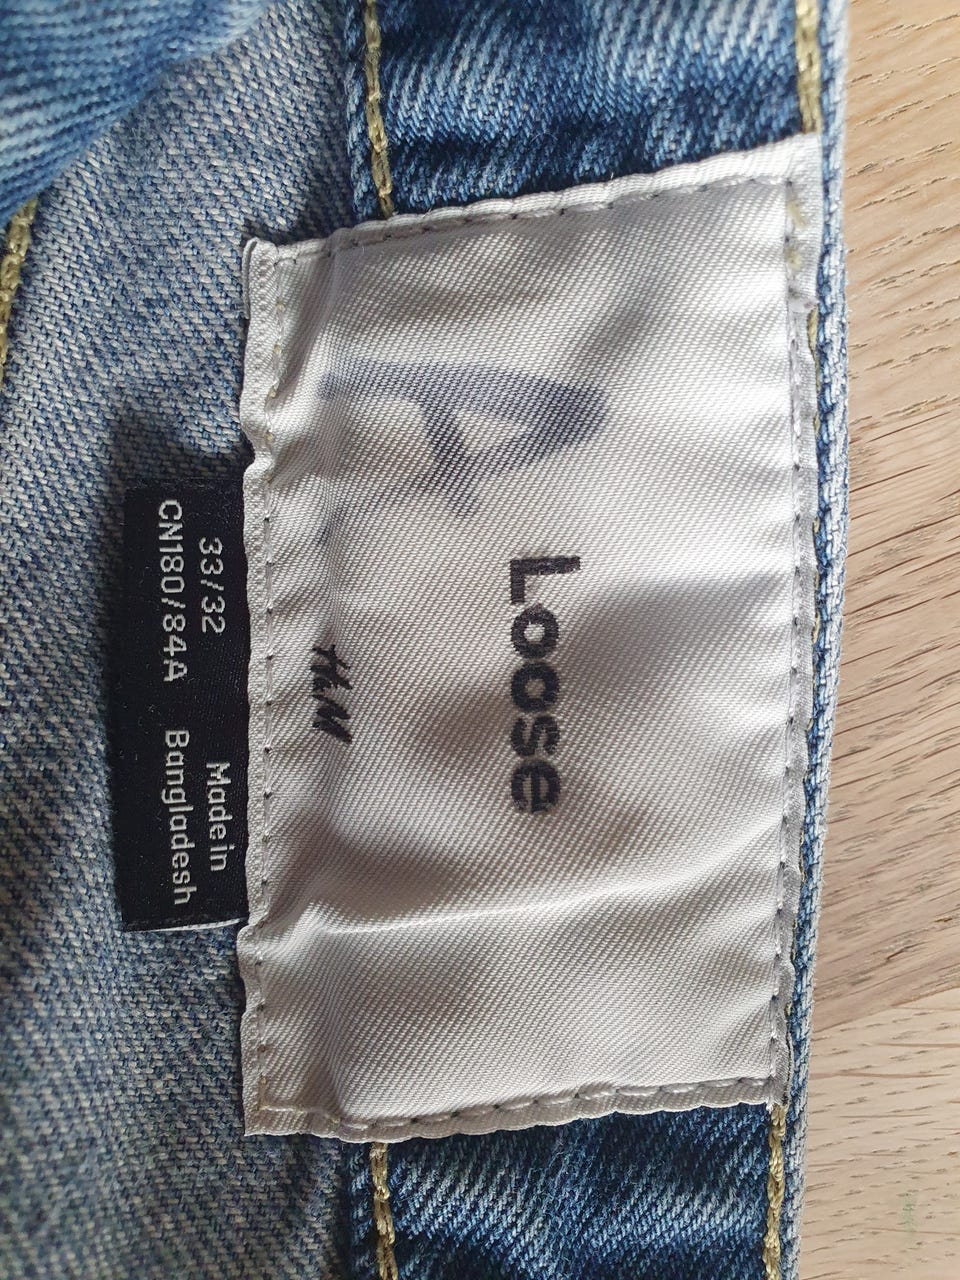 A
Loose
H&M
33/32
CN180/84A
Made in
Bangladesh